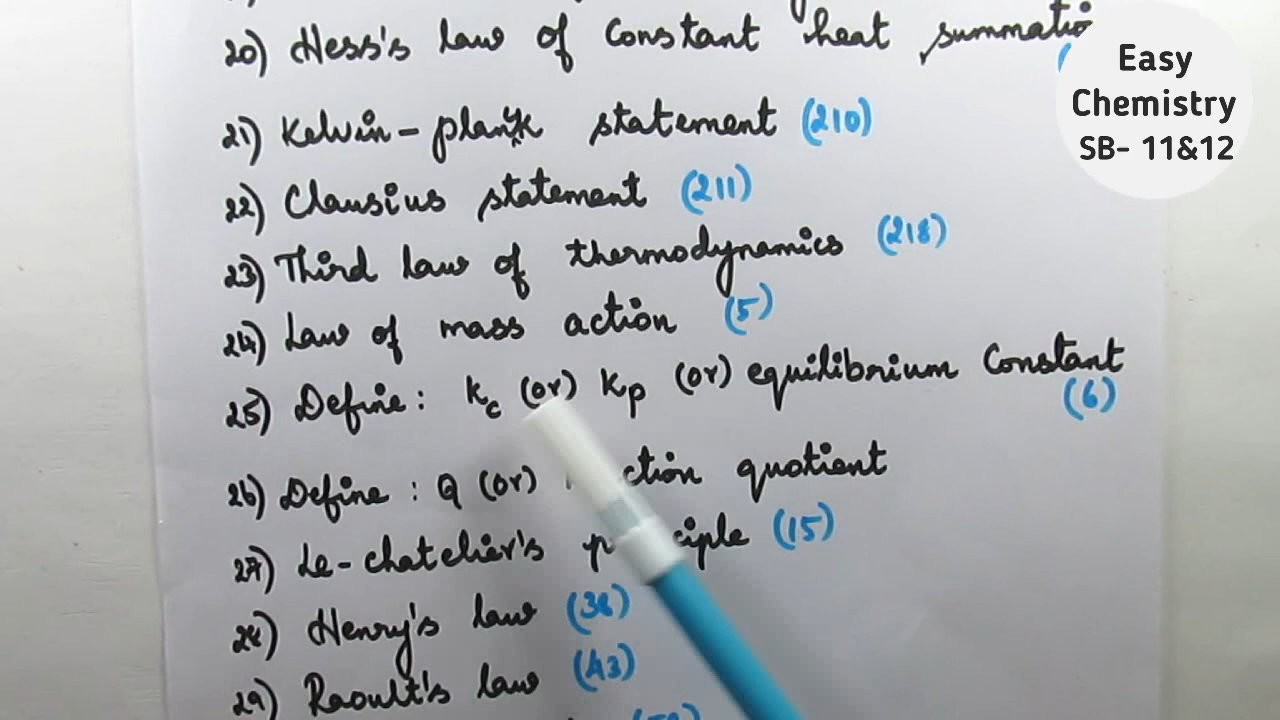 20) Hess's law of Constant heat summatio
Easy
Chemistry
SB- 11&12
21) Kelvin-plank statement (210)
22) Clausius statement (211)
23) Third law of thermodynamics (218)
24) Law of mass action (5)
25) Define: Kc (or) Kp (or) equilibrium Constant
(6)
26) Define: Q (or) ction quotient
27) Le-chatelier's p ciple (15)
28) Henry's law (38)
29) Raoult's law (43)